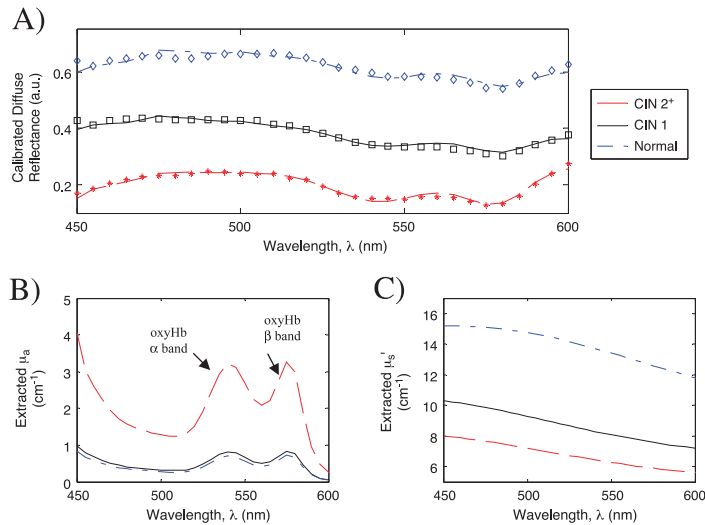 A)
Calibrated Diffuse
Reflectance (a.u.)
0.6
0.4
0.2
450
500
550
600
Wavelength, λ (nm)
CIN 2+
CIN 1
Normal
B)
Extracted μa
(cm-1)
5
4
3
2
1
0
oxyHb
α band
oxyHb
β band
450
500
550
600
Wavelength, λ (nm)
C)
Extracted μs'
(cm-1)
16
14
12
10
8
6
450
500
550
600
Wavelength, λ (nm)